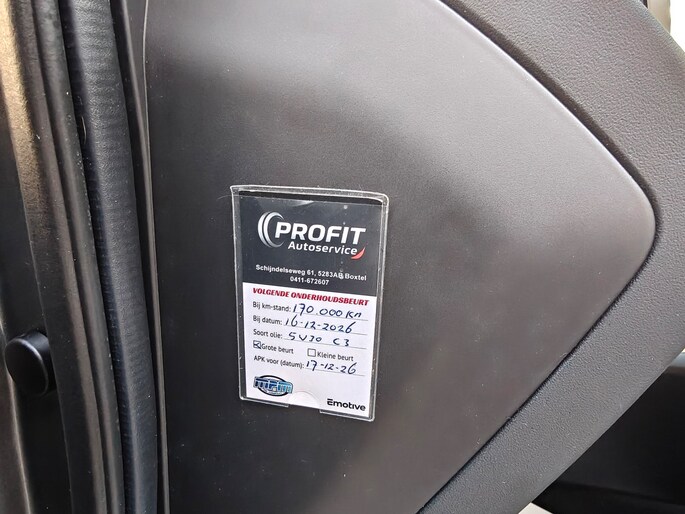 PROFIT
Autoservice
Schijndelseweg 61, 5283AB Boxtel
0411-672607
VOLGENDE ONDERHOUDSBEURT
Bij km-stand: 170.000 Km
Bij datum: 16-12-2026
Soort olie: 5W30 C3
Grote beurt Kleine beurt
APK voor (datum): 17-12-26
Emotive